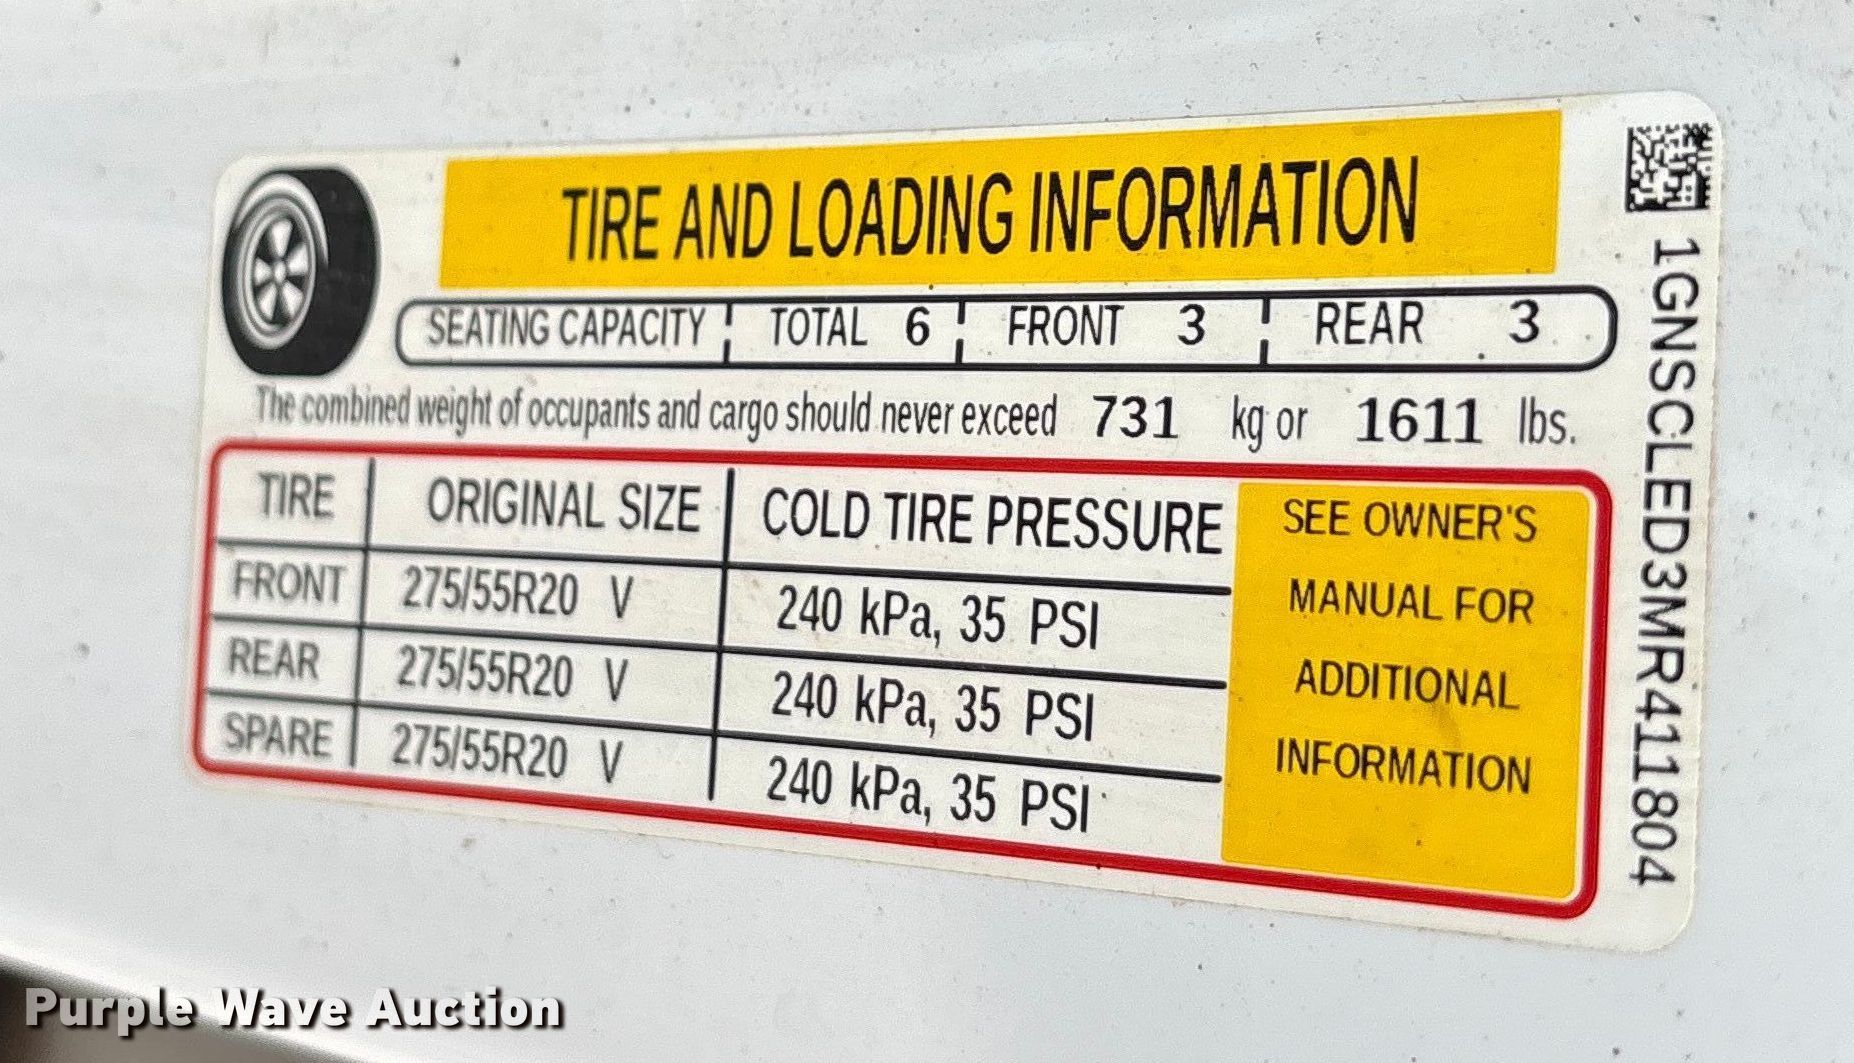 TIRE AND LOADING INFORMATION
SEATING CAPACITY TOTAL 6 FRONT 3 REAR 3
The combined weight of occupants and cargo should never exceed 731 kg or 1611 lbs.
TIRE ORIGINAL SIZE COLD TIRE PRESSURE
FRONT 275/55R20 V 240 kPa, 35 PSI
REAR 275/55R20 V 240 kPa, 35 PSI
SPARE 275/55R20 V 240 kPa, 35 PSI
SEE OWNER'S
MANUAL FOR
ADDITIONAL
INFORMATION
1GNSCLED3MR411804
Purple Wave Auction